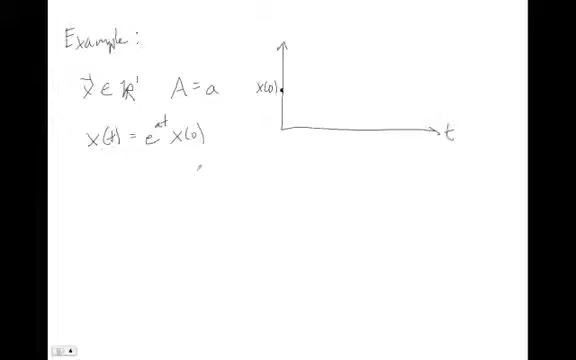 Example:
x⃗ ∈ ℝ¹ A = a
x(t) = e^{at} x(0)
x(0)
t